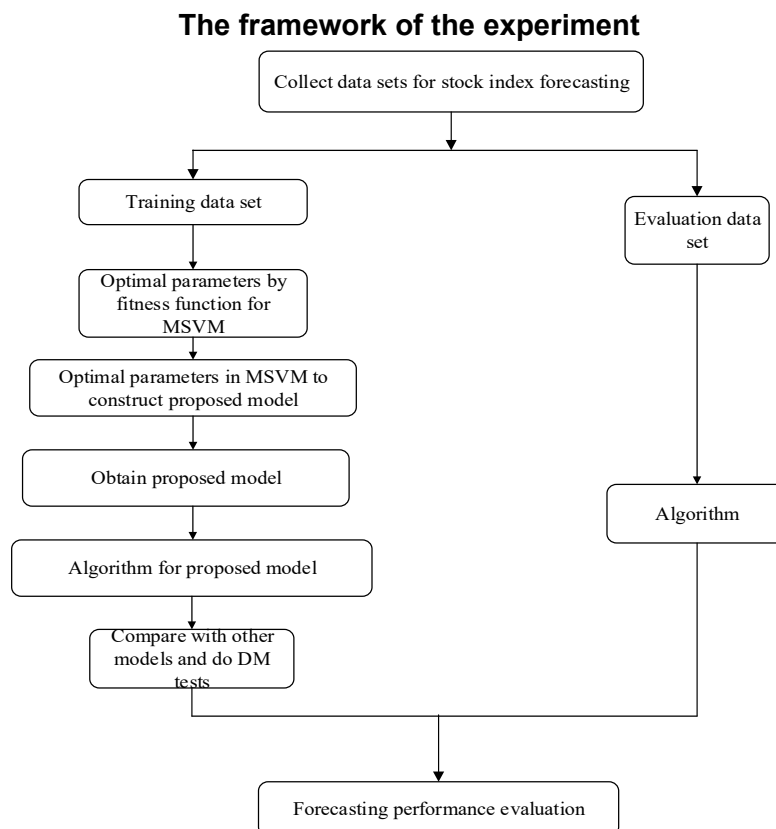 The framework of the experiment
Collect data sets for stock index forecasting
Training data set
Evaluation data
set
Optimal parameters by
fitness function for
MSVM
Optimal parameters in MSVM to
construct proposed model
Obtain proposed model
Algorithm
Algorithm for proposed model
Compare with other
models and do DM
tests
Forecasting performance evaluation